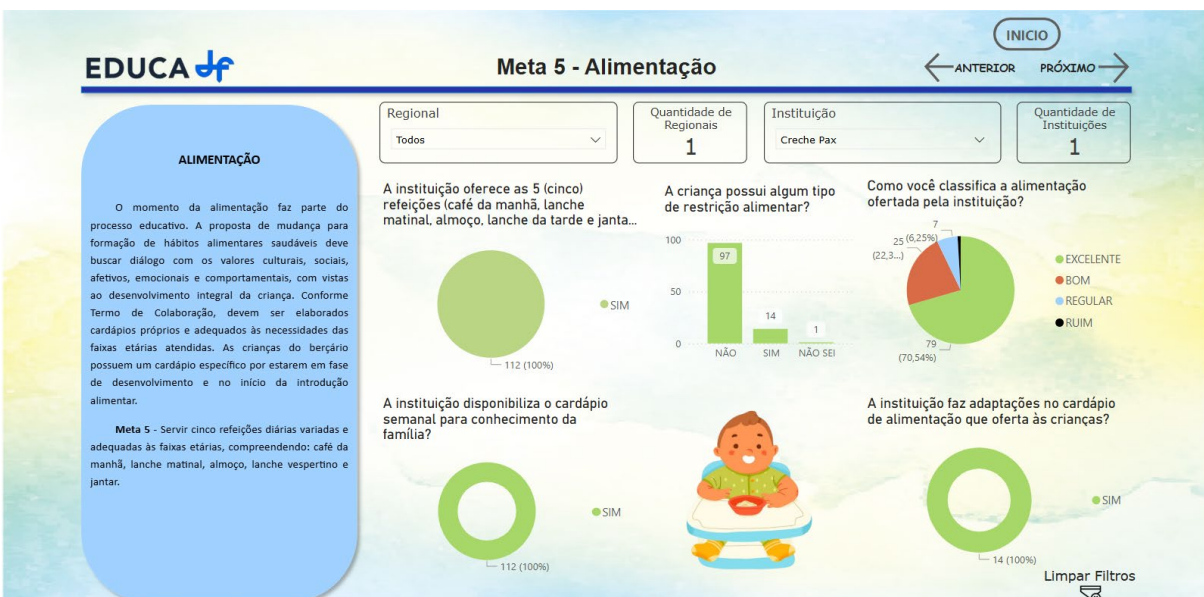 INICIO
EDUCA df
Meta 5 - Alimentação
ANTERIOR
PRÓXIMO
ALIMENTAÇÃO
O momento da alimentação faz parte do
processo educativo. A proposta de mudança para
formação de hábitos alimentares saudáveis deve
buscar diálogo com os valores culturais, sociais,
afetivos, emocionais e comportamentais, com vistas
ao desenvolvimento integral da criança. Conforme
Termo de Colaboração, devem ser elaborados
cardápios próprios e adequados às necessidades das
faixas etárias atendidas. As crianças do berçário
possuem um cardápio específico por estarem em fase
de desenvolvimento e no início da introdução
alimentar.
Meta 5 - Servir cinco refeições diárias variadas e
adequadas às faixas etárias, compreendendo: café da
manhã, lanche matinal, almoço, lanche vespertino e
jantar.
Regional
Todos
Quantidade de
Regionais
1
Instituição
Creche Pax
Quantidade de
Instituições
1
A instituição oferece as 5 (cinco)
refeições (café da manhã, lanche
matinal, almoço, lanche da tarde e janta...
SIM
112 (100%)
A criança possui algum tipo
de restrição alimentar?
100
50
0
97
14
1
NÃO
SIM
NÃO SEI
Como você classifica a alimentação
ofertada pela instituição?
7
(6,25%)
25
(22,3...)
79
(70,54%)
EXCELENTE
BOM
REGULAR
RUIM
A instituição disponibiliza o cardápio
semanal para conhecimento da
família?
SIM
112 (100%)
A instituição faz adaptações no cardápio
de alimentação que oferta às crianças?
SIM
14 (100%)
Limpar Filtros